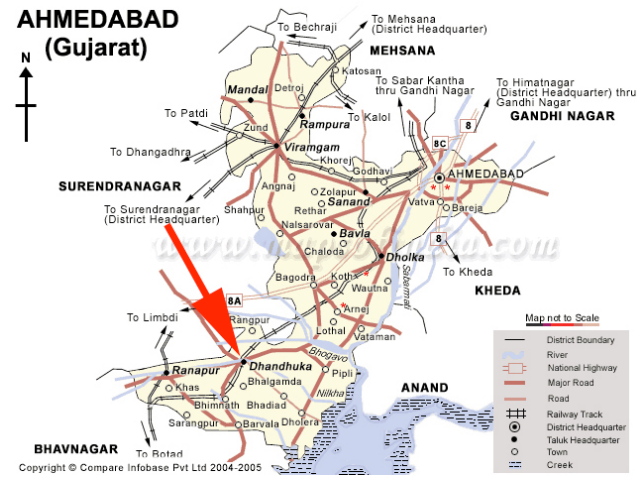 AHMEDABAD
(Gujarat)
N
To Bechraji
To Mehsana
(District Headquarter)
MEHSANA
Katosan
To Sabar Kantha
thru Gandhi Nagar
To Himatnagar
(District Headquarter) thru
Gandhi Nagar
GANDHI NAGAR
Mandal
Detroj
To Patdi
Rampura
To Kalol
Zund
8
8C
To Dhangadhra
Viramgam
Khorej
Godhavi
AHMEDABAD
SURENDRANAGAR
Angnaj
Zolapur
Sanand
Vatva
Bareja
To Surendranagar
(District Headquarter)
Shahpur
Rethar
Nalsarovar
Bavla
Chaloda
8
www.mapsofindia.com
Dholka
To Kheda
KHEDA
Bagodra
Koth
Wautna
Sabarmati
8A
Rangpur
Arnej
To Limbdi
Lothal
Vataman
Map not to Scale
Bhogavo
District Boundary
River
National Highway
Major Road
Road
Railway Track
District Headquarter
Taluk Headquarter
Town
Creek
Ranapur
Dhandhuka
Pipli
Khas
Bhalgamda
Nilkha
ANAND
Bhimnath
Bhadiad
Sarangpur
Barvala
Dholera
BHAVNAGAR
To Botad
Copyright © Compare Infobase Pvt Ltd 2004-2005